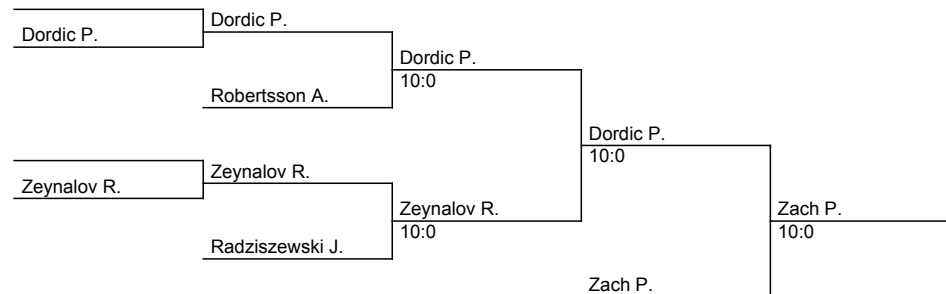 Dordic P.
Dordic P.
Dordic P.
10:0
Robertsson A.
Dordic P.
10:0
Zeynalov R.
Zeynalov R.
Zeynalov R.
10:0
Zach P.
10:0
Radziszewski J.
Zach P.